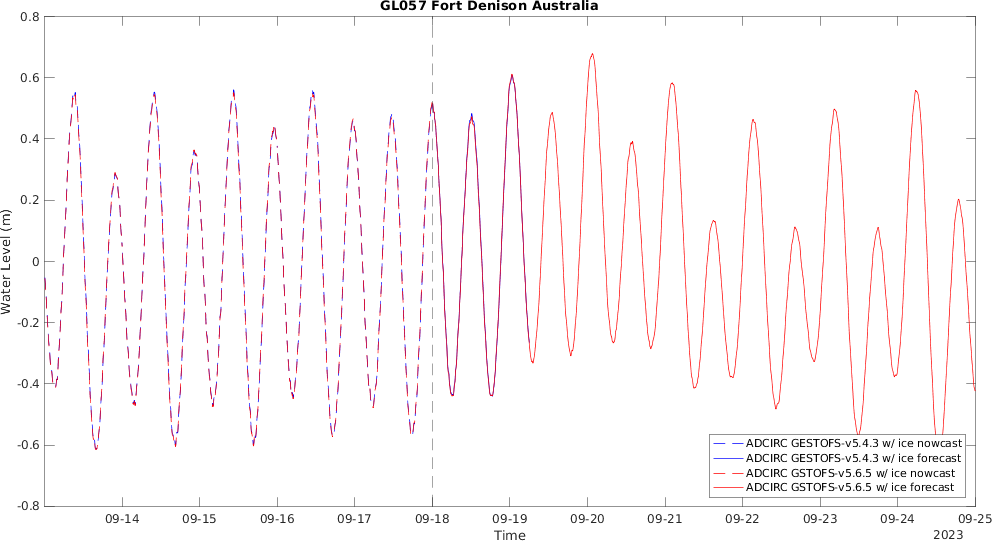 GL057 Fort Denison Australia
0.8
0.6
0.4
0.2
0
-0.2
-0.4
-0.6
-0.8
Water Level (m)
09-14 09-15 09-16 09-17 09-18 09-19 09-20 09-21 09-22 09-23 09-24 09-25
Time
2023
ADCIRC GESTOFS-v5.4.3 w/ ice nowcast
ADCIRC GESTOFS-v5.4.3 w/ ice forecast
ADCIRC GSTOFS-v5.6.5 w/ ice nowcast
ADCIRC GSTOFS-v5.6.5 w/ ice forecast